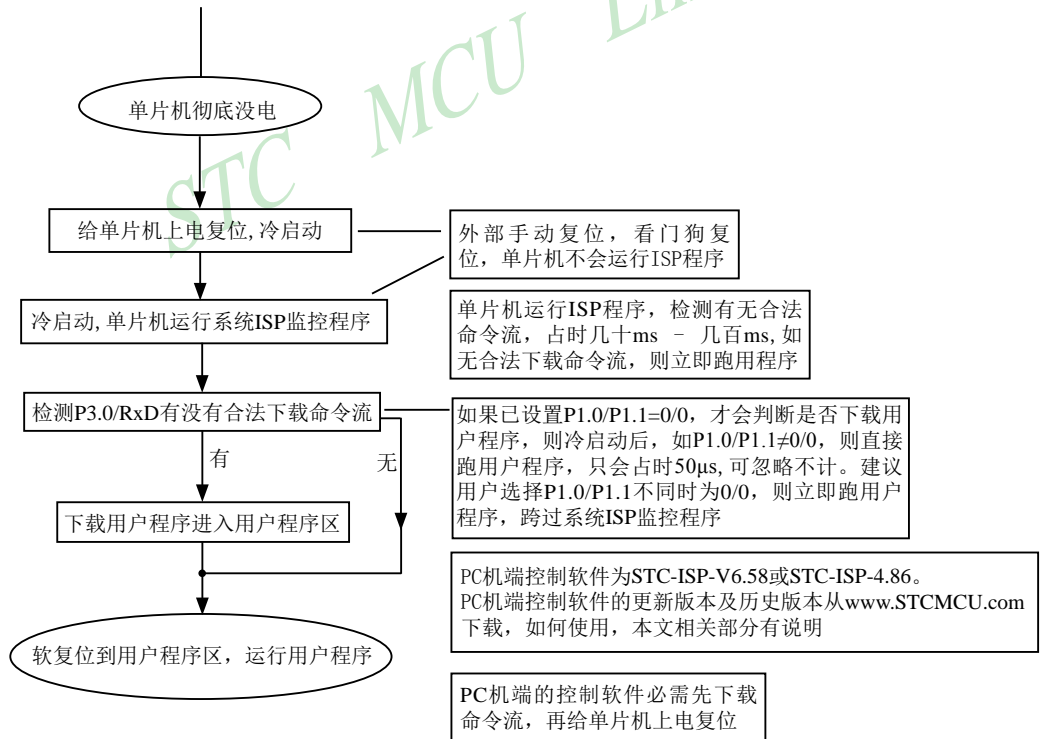 STC MCU
单片机彻底没电
给单片机上电复位,冷启动
外部手动复位，看门狗复
位，单片机不会运行ISP程序
冷启动,单片机运行系统ISP监控程序
单片机运行ISP程序，检测有无合法
命令流，占时几十ms － 几百ms,如
无合法下载命令流，则立即跑用程序
检测P3.0/RxD有没有合法下载命令流
如果已设置P1.0/P1.1=0/0，才会判断是否下载用
户程序，则冷启动后，如P1.0/P1.1≠0/0，则直接
跑用户程序，只会占时50μs,可忽略不计。建议
用户选择P1.0/P1.1不同时为0/0，则立即跑用户
程序，跨过系统ISP监控程序
有
无
下载用户程序进入用户程序区
PC机端控制软件为STC-ISP-V6.58或STC-ISP-4.86。
PC机端控制软件的更新版本及历史版本从www.STCMCU.com
下载，如何使用，本文相关部分有说明
软复位到用户程序区，运行用户程序
PC机端的控制软件必需先下载
命令流，再给单片机上电复位